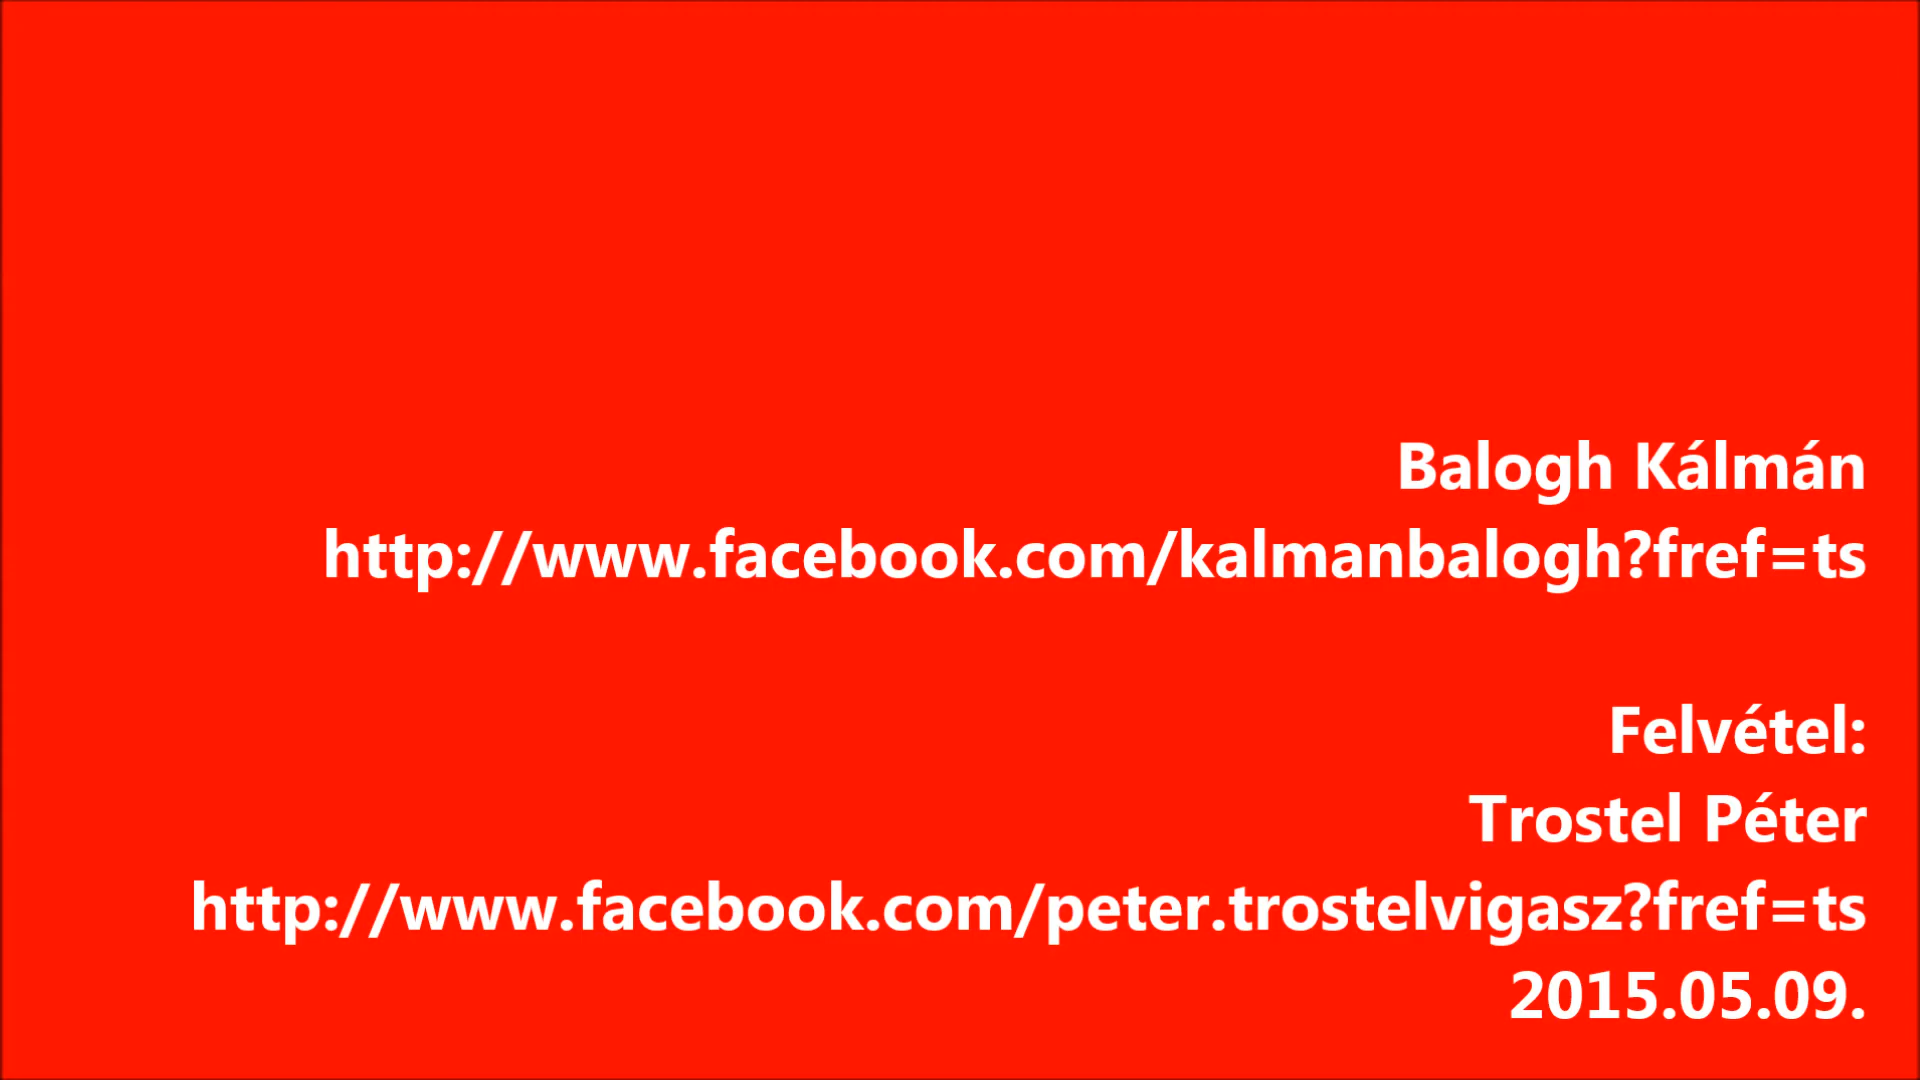 Balogh Kálmán
http://www.facebook.com/kalmanbalogh?fref=ts
Felvétel:
Trostel Péter
http://www.facebook.com/peter.trostelvigasz?fref=ts
2015.05.09.